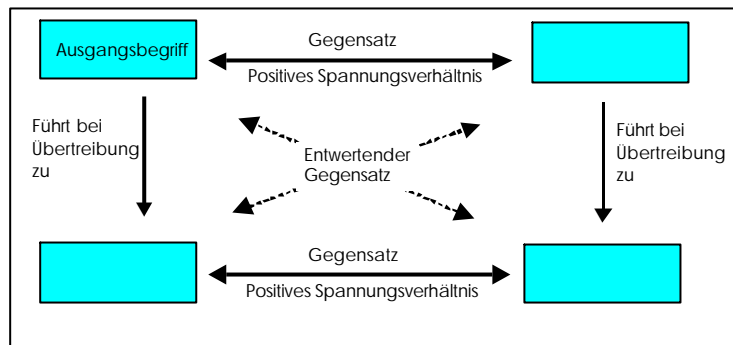 Ausgangsbegriff
Gegensatz
Positives Spannungsverhältnis
Führt bei
Übertreibung
zu
Entwertender
Gegensatz
Führt bei
Übertreibung
zu
Gegensatz
Positives Spannungsverhältnis